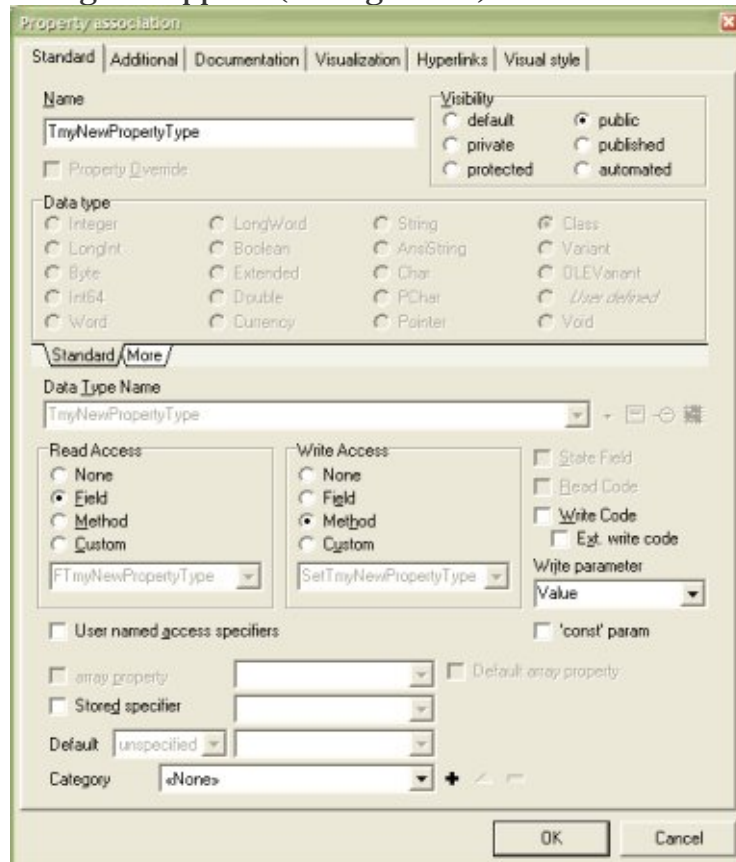 Property association
Standard Additional Documentation Visualization Hyperlinks Visual style
Name
TmyNewPropertyType
Property Override
Visibility
default public
private published
protected automated
Data type
Integer LongWord String Class
LongInt Boolean AnsiString Variant
Byte Extended Char OLEVariant
Int64 Double PChar User defined
Word Currency Pointer Void
Standard More
Data Type Name
TmyNewPropertyType
Read Access
None
Field
Method
Custom
FTmyNewPropertyType
Write Access
None
Field
Method
Custom
SetTmyNewPropertyType
State Field
Read Code
Write Code
Ext. write code
Write parameter
Value
User named access specifiers
'const' param
array property
Default array property
Stored specifier
Default unspecified
Category «None»
OK Cancel